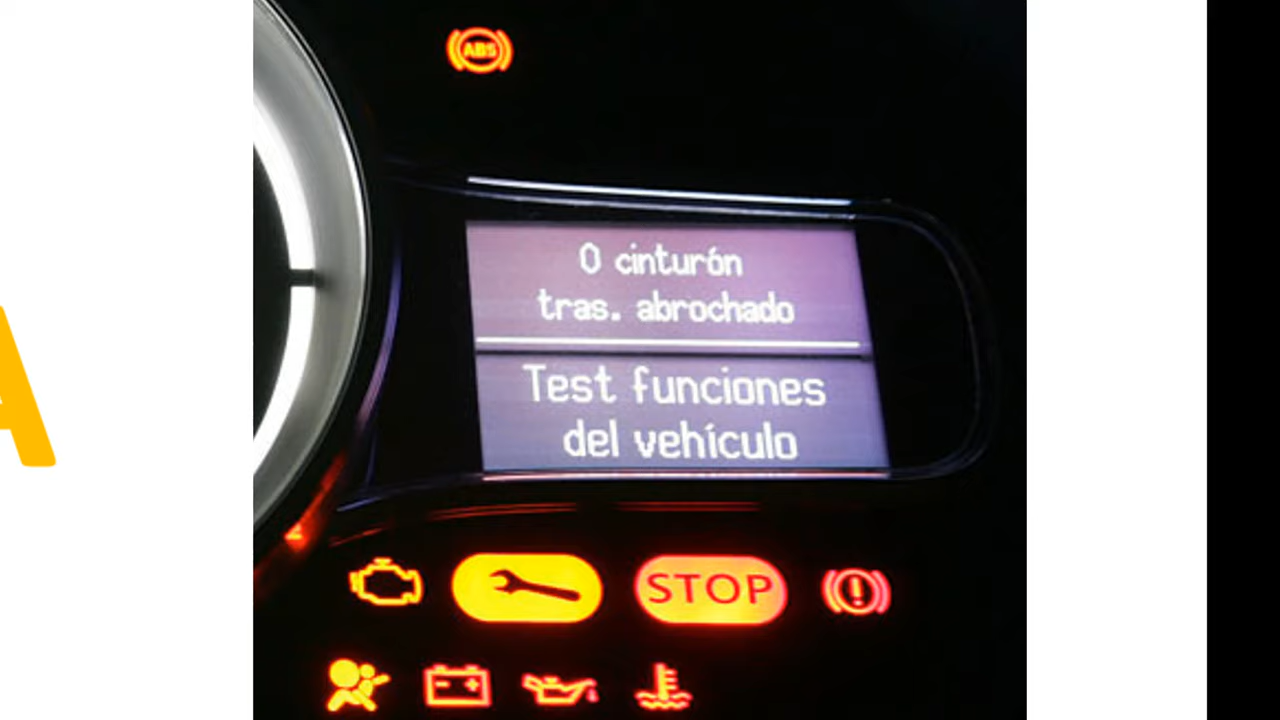 A
ABS
0 cinturón
tras. abrochado
Test funciones
del vehículo
STOP